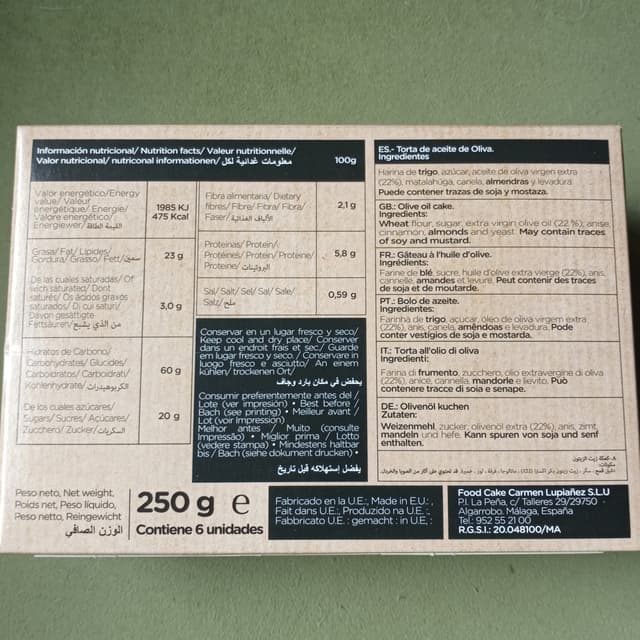 Información nutricional/ Nutrition facts/ Valeur nutritionnelle/
Valor nutricional/ nutriconal informationen/ معلومات غذائية لكل
100g
Valor energético/Energy
value/ Valeur
énergétique/ Energie/
Valore energetico/
Energiewer/ القيمة الطاقة
1985 KJ
475 Kcal
Grasa/ Fat/ Lipides/
Gordura/ Grasso/ Fett/ سمين
23 g
De las cuales saturadas/ Of
wich saturated/ Dont
saturés/ Os ácidos graxos
saturados/ Di cui saturi/
Davon gesättigte
Fettsäuren/ من الذي يشبع
3,0 g
Hidratos de Carbono/
Carbohydrates/ Glucides/
Carboidratos/ Carboidrati/
Kohlenhydrate/ الكربوهيدرات
60 g
De los cuales azúcares/
Sugars/ Sucres/ Açúcares/
Zucchero/ Zucker/ السكريات
20 g
Fibra alimentaria/ Dietary
fibres/ Fibre/ Fibra/ Fibra/
Faser/ الألياف الغذائية
2,1 g
Proteínas/ Protein/
Protéines/ Protein/ Proteine/
Proteine/ البروتينات
5,8 g
Sal/ Salt/ Sel/ Sal/ Sale/
Salz/ ملح
0,59 g
Conservar en un lugar fresco y seco/
Keep cool and dry place/ Conserver
dans un endroit frais et sec/ Guarde
em lugar fresco y seco / Conservare in
luogo fresco e asciutto/ An einem
kühlen/ trockenen Ort/
يحفض في مكان بارد وجاف
Consumir preferentemente antes del /
Lote (ver impresión) • Best before /
Bach (see printing) • Meilleur avant /
Lot (voir Impression)
Melhor antes / Muito (consulte
Impressão) • Miglior prima / Lotto
(vedere stampa) • Mindestens haltbar
bis / Bach (siehe dokument drucken) •
يفضل إستهلاكه قبل تاريخ
ES.- Torta de aceite de Oliva.
Ingredientes
Harina de trigo, azúcar, aceite de oliva virgen extra
(22%), matalahúga, canela, almendras y levadura.
Puede contener trazas de soja y mostaza.
GB.: Olive oil cake.
Ingredients:
Wheat flour, sugar, extra virgin olive oil (22 %), anise,
cinnamon, almonds and yeast. May contain traces
of soy and mustard.
FR.: Gâteau à l'huile d'olive.
Ingrédients:
Farine de blé, sucre, huile d'olive extra vierge (22%), anis,
cannelle, amandes et levure. Peut contenir des traces
de soja et de moutarde.
PT.: Bolo de azeite.
Ingredientes:
Farinha de trigo, açúcar, óleo de oliva virgem extra
(22%), anis, canela, amêndoas e levadura. Pode
conter vestígios de soja e mostarda.
IT.: Torta all'olio di oliva
Ingredienti:
Farina di frumento, zucchero, olio extravergine di oliva
(22%), anice, cannella, mandorle e lievito. Può
contenere tracce di soia e senape.
DE.: Olivenöl kuchen
Zutaten:
Weizenmehl, zucker, olivenöl extra (22%), anis, zimt,
mandeln und hefe. Kann spuren von soja und senf
enthalten.
كعكة زيت الزيتون
مكونات:
Peso neto, Net weight,
Poids net, Peso líquido,
Peso netto, Reingewicht
الوزن الصافي
250 g e
Contiene 6 unidades
Fabricado en la U.E.:, Made in E.U.: ,
Fait dans U.E.:, Produzido na U.E. :,
Fabbricato U.E. : gemacht : in U.E, :
Food Cake Carmen Lupiañez S.L.U
P.I. La Peña, c/ Talleres 29/29750
Algarrobo. Málaga, España
Tel.: 952 55 21 00
R.G.S.I.: 20.048100/MA